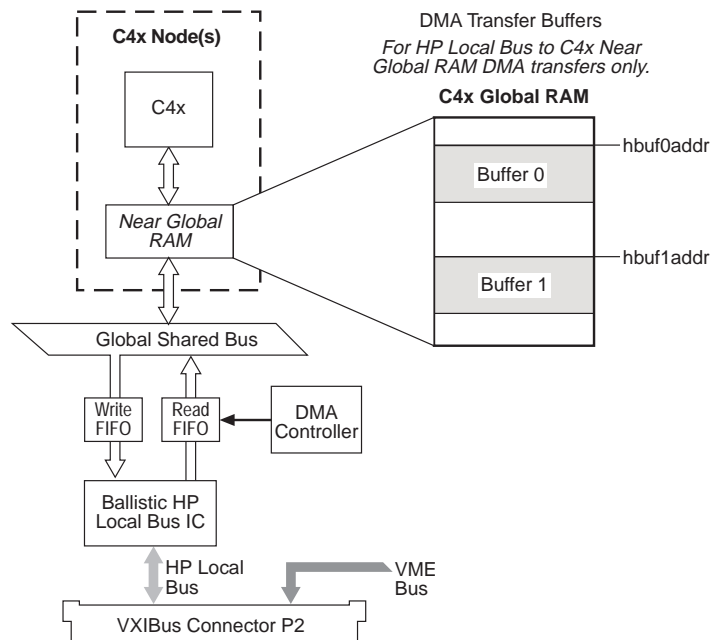 DMA Transfer Buffers
For HP Local Bus to C4x Near
Global RAM DMA transfers only.
C4x Global RAM
hbuf0addr
Buffer 0
hbuf1addr
Buffer 1
C4x Node(s)
C4x
Near Global
RAM
Global Shared Bus
Write
FIFO
Read
FIFO
DMA
Controller
Ballistic HP
Local Bus IC
HP Local
Bus
VME
Bus
VXIBus Connector P2